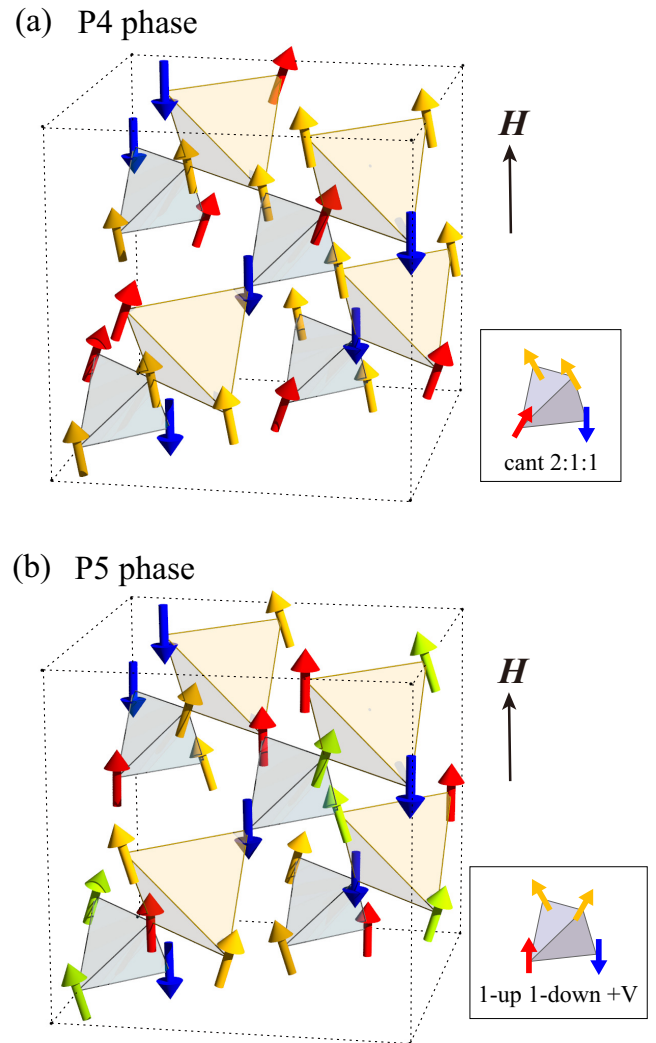 (a) P4 phase
H
cant 2:1:1
(b) P5 phase
H
1-up 1-down +V